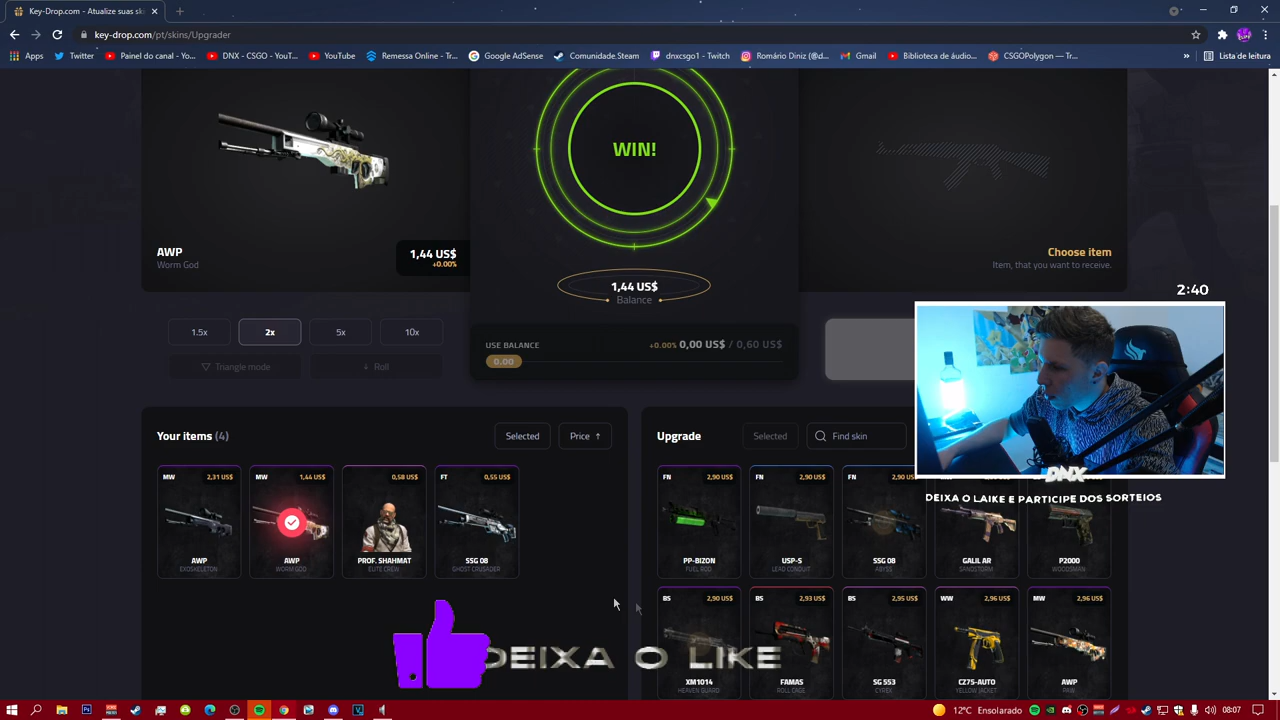 Key-Drop.com - Atualize suas ski
key-drop.com/pt/skins/Upgrader
Apps Twitter Painel do canal - Yo... DNX - CSGO - YouT... YouTube Remessa Online - Tr... Google AdSense Comunidade Steam dnxcsgo1 - Twitch Romário Diniz (@d... Gmail Biblioteca de áudio... CSGOPolygon — Tr... » Lista de leitura
WIN!
AWP
Worm God
1,44 US$
+0.00%
1,44 US$
Balance
Choose item
Item, that you want to receive.
2:40
1.5x 2x 5x 10x
Triangle mode Roll
USE BALANCE +0.00% 0,00 US$ / 0,60 US$
0.00
Your items (4) Selected Price ↑
Upgrade Selected Find skin
DNX
DEIXA O LAIKE E PARTICIPE DOS SORTEIOS
MW 2,31 US$ MW 1,44 US$ 0,58 US$ FT 0,55 US$
AWP AWP PROF. SHAHMAT SSG 08
EXOSKELETON WORM GOD ELITE CREW GHOST CRUSADER
FN 2,90 US$ FN 2,90 US$ FN 2,90 US$
PP-BIZON USP-S SSG 08 GALIL AR P2000
FUEL ROD LEAD CONDUIT ABYSS SANDSTORM WOODSMAN
BS 2,90 US$ BS 2,93 US$ BS 2,95 US$ WW 2,96 US$ MW 2,96 US$
XM1014 FAMAS SG 553 CZ75-AUTO AWP
HEAVEN GUARD ROLL CAGE CYREX YELLOW JACKET PAW
DEIXA O LIKE
12°C Ensolarado 08:07